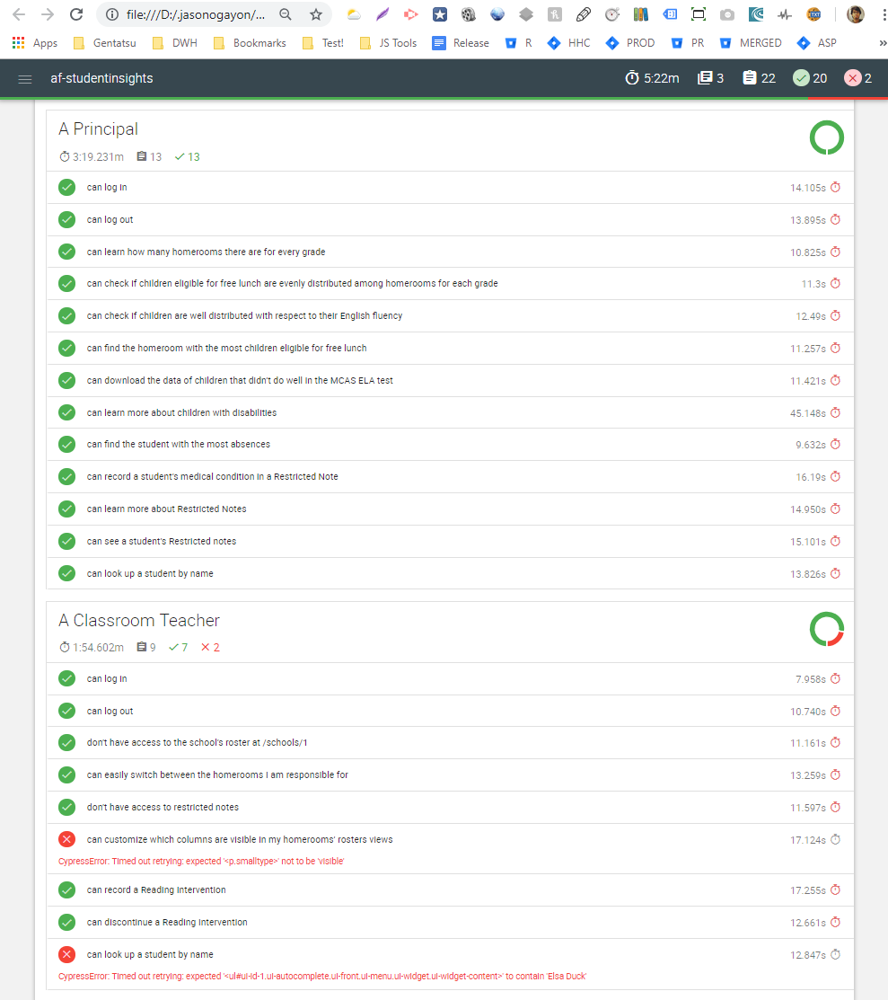 file:///D:/.jasonogayon/...
Apps Gentatsu DWH Bookmarks Test! JS Tools Release R HHC PROD PR MERGED ASP »
af-studentinsights 5:22m 3 22 20 2
A Principal
3:19.231m 13 13
can log in 14.105s
can log out 13.895s
can learn how many homerooms there are for every grade 10.825s
can check if children eligible for free lunch are evenly distributed among homerooms for each grade 11.3s
can check if children are well distributed with respect to their English fluency 12.49s
can find the homeroom with the most children eligible for free lunch 11.257s
can download the data of children that didn't do well in the MCAS ELA test 11.421s
can learn more about children with disabilities 45.148s
can find the student with the most absences 9.632s
can record a student's medical condition in a Restricted Note 16.19s
can learn more about Restricted Notes 14.950s
can see a student's Restricted notes 15.101s
can look up a student by name 13.826s
A Classroom Teacher
1:54.602m 9 7 2
can log in 7.958s
can log out 10.740s
don't have access to the school's roster at /schools/1 11.161s
can easily switch between the homerooms I am responsible for 13.259s
don't have access to restricted notes 11.597s
can customize which columns are visible in my homerooms' rosters views 17.124s
CypressError: Timed out retrying: expected '<p.smalltype>' not to be 'visible'
can record a Reading Intervention 17.255s
can discontinue a Reading Intervention 12.661s
can look up a student by name 12.847s
CypressError: Timed out retrying: expected '<ul#ui-id-1.ui-autocomplete.ui-front.ui-menu.ui-widget.ui-widget-content>' to contain 'Elsa Duck'